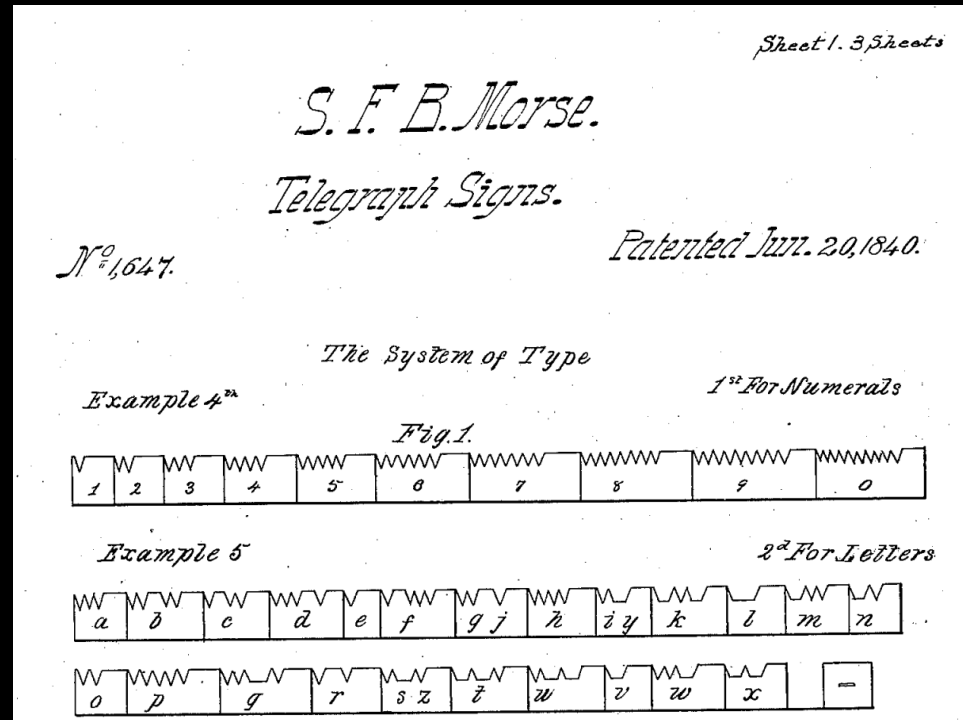 Sheet 1. 3 Sheets
S. F. B. Morse.
Telegraph Signs.
Nº 1,647.
Patented Jun. 20, 1840.
The System of Type
Example 4th
1st For Numerals
Fig. 1.
1 2 3 4 5 6 7 8 9 0
Example 5
2d For Letters
a b c d e f g j h i y k l m n
o p q r s z t u v w x -